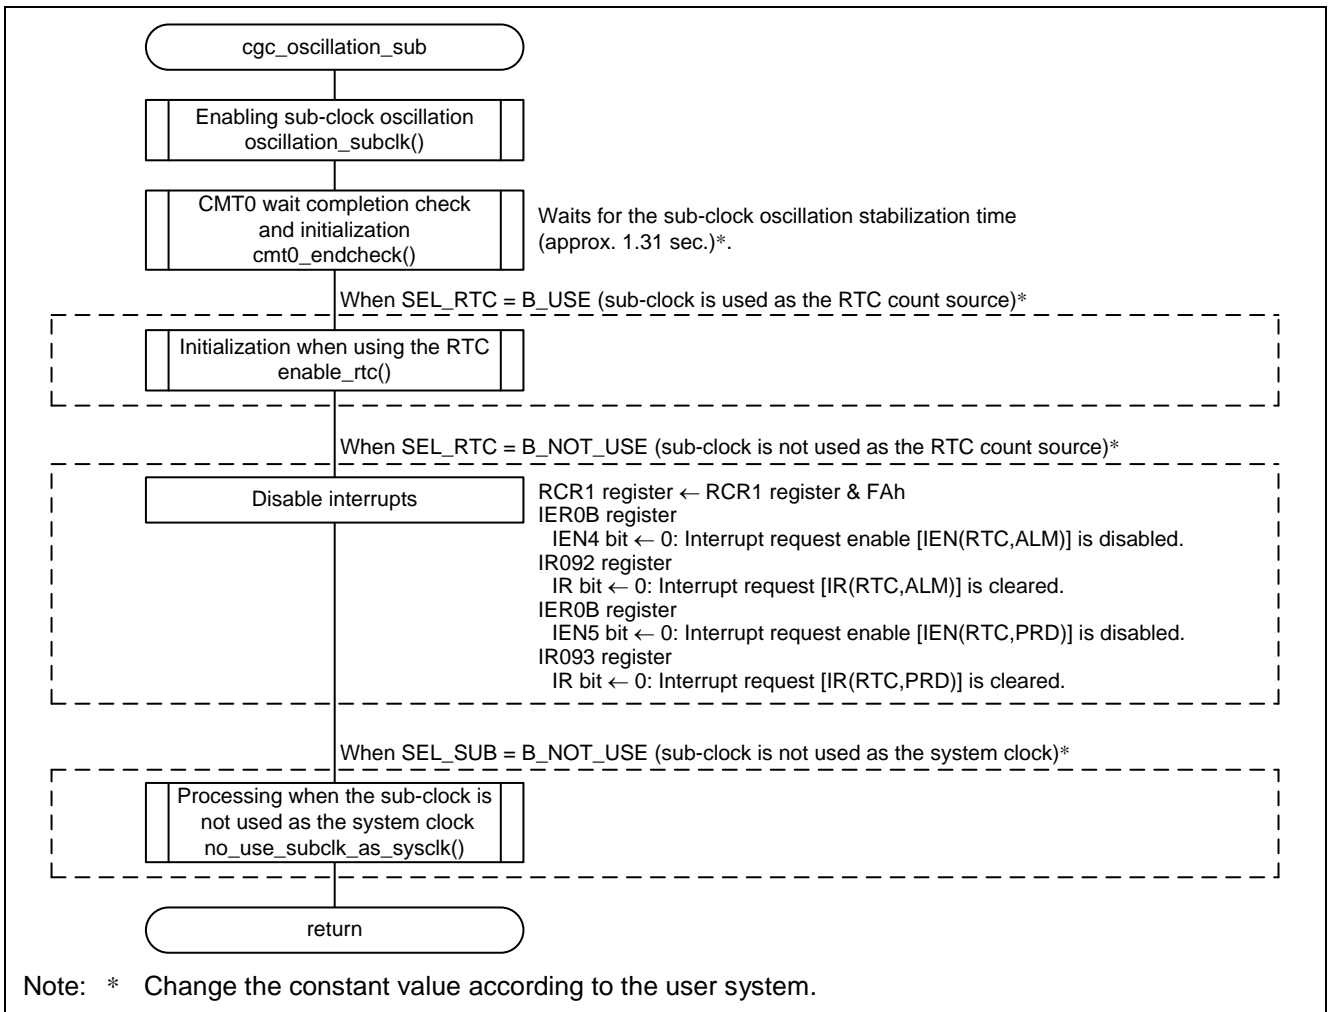 cgc_oscillation_sub
Enabling sub-clock oscillation
oscillation_subclk()
CMT0 wait completion check
and initialization
cmt0_endcheck()
Waits for the sub-clock oscillation stabilization time
(approx. 1.31 sec.)*.
When SEL_RTC = B_USE (sub-clock is used as the RTC count source)*
Initialization when using the RTC
enable_rtc()
When SEL_RTC = B_NOT_USE (sub-clock is not used as the RTC count source)*
Disable interrupts
RCR1 register ← RCR1 register & FAh
IER0B register
IEN4 bit ← 0: Interrupt request enable [IEN(RTC,ALM)] is disabled.
IR092 register
IR bit ← 0: Interrupt request [IR(RTC,ALM)] is cleared.
IER0B register
IEN5 bit ← 0: Interrupt request enable [IEN(RTC,PRD)] is disabled.
IR093 register
IR bit ← 0: Interrupt request [IR(RTC,PRD)] is cleared.
When SEL_SUB = B_NOT_USE (sub-clock is not used as the system clock)*
Processing when the sub-clock is
not used as the system clock
no_use_subclk_as_sysclk()
return
Note: * Change the constant value according to the user system.